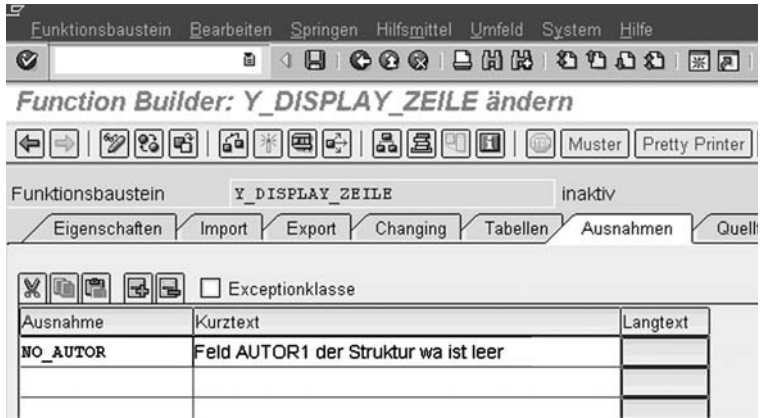 Funktionsbaustein Bearbeiten Springen Hilfsmittel Umfeld System Hilfe
Function Builder: Y_DISPLAY_ZEILE ändern
Muster Pretty Printer
Funktionsbaustein Y_DISPLAY_ZEILE inaktiv
Eigenschaften Import Export Changing Tabellen Ausnahmen
Exceptionklasse
Ausnahme Kurztext Langtext
NO_AUTOR Feld AUTOR1 der Struktur wa ist leer